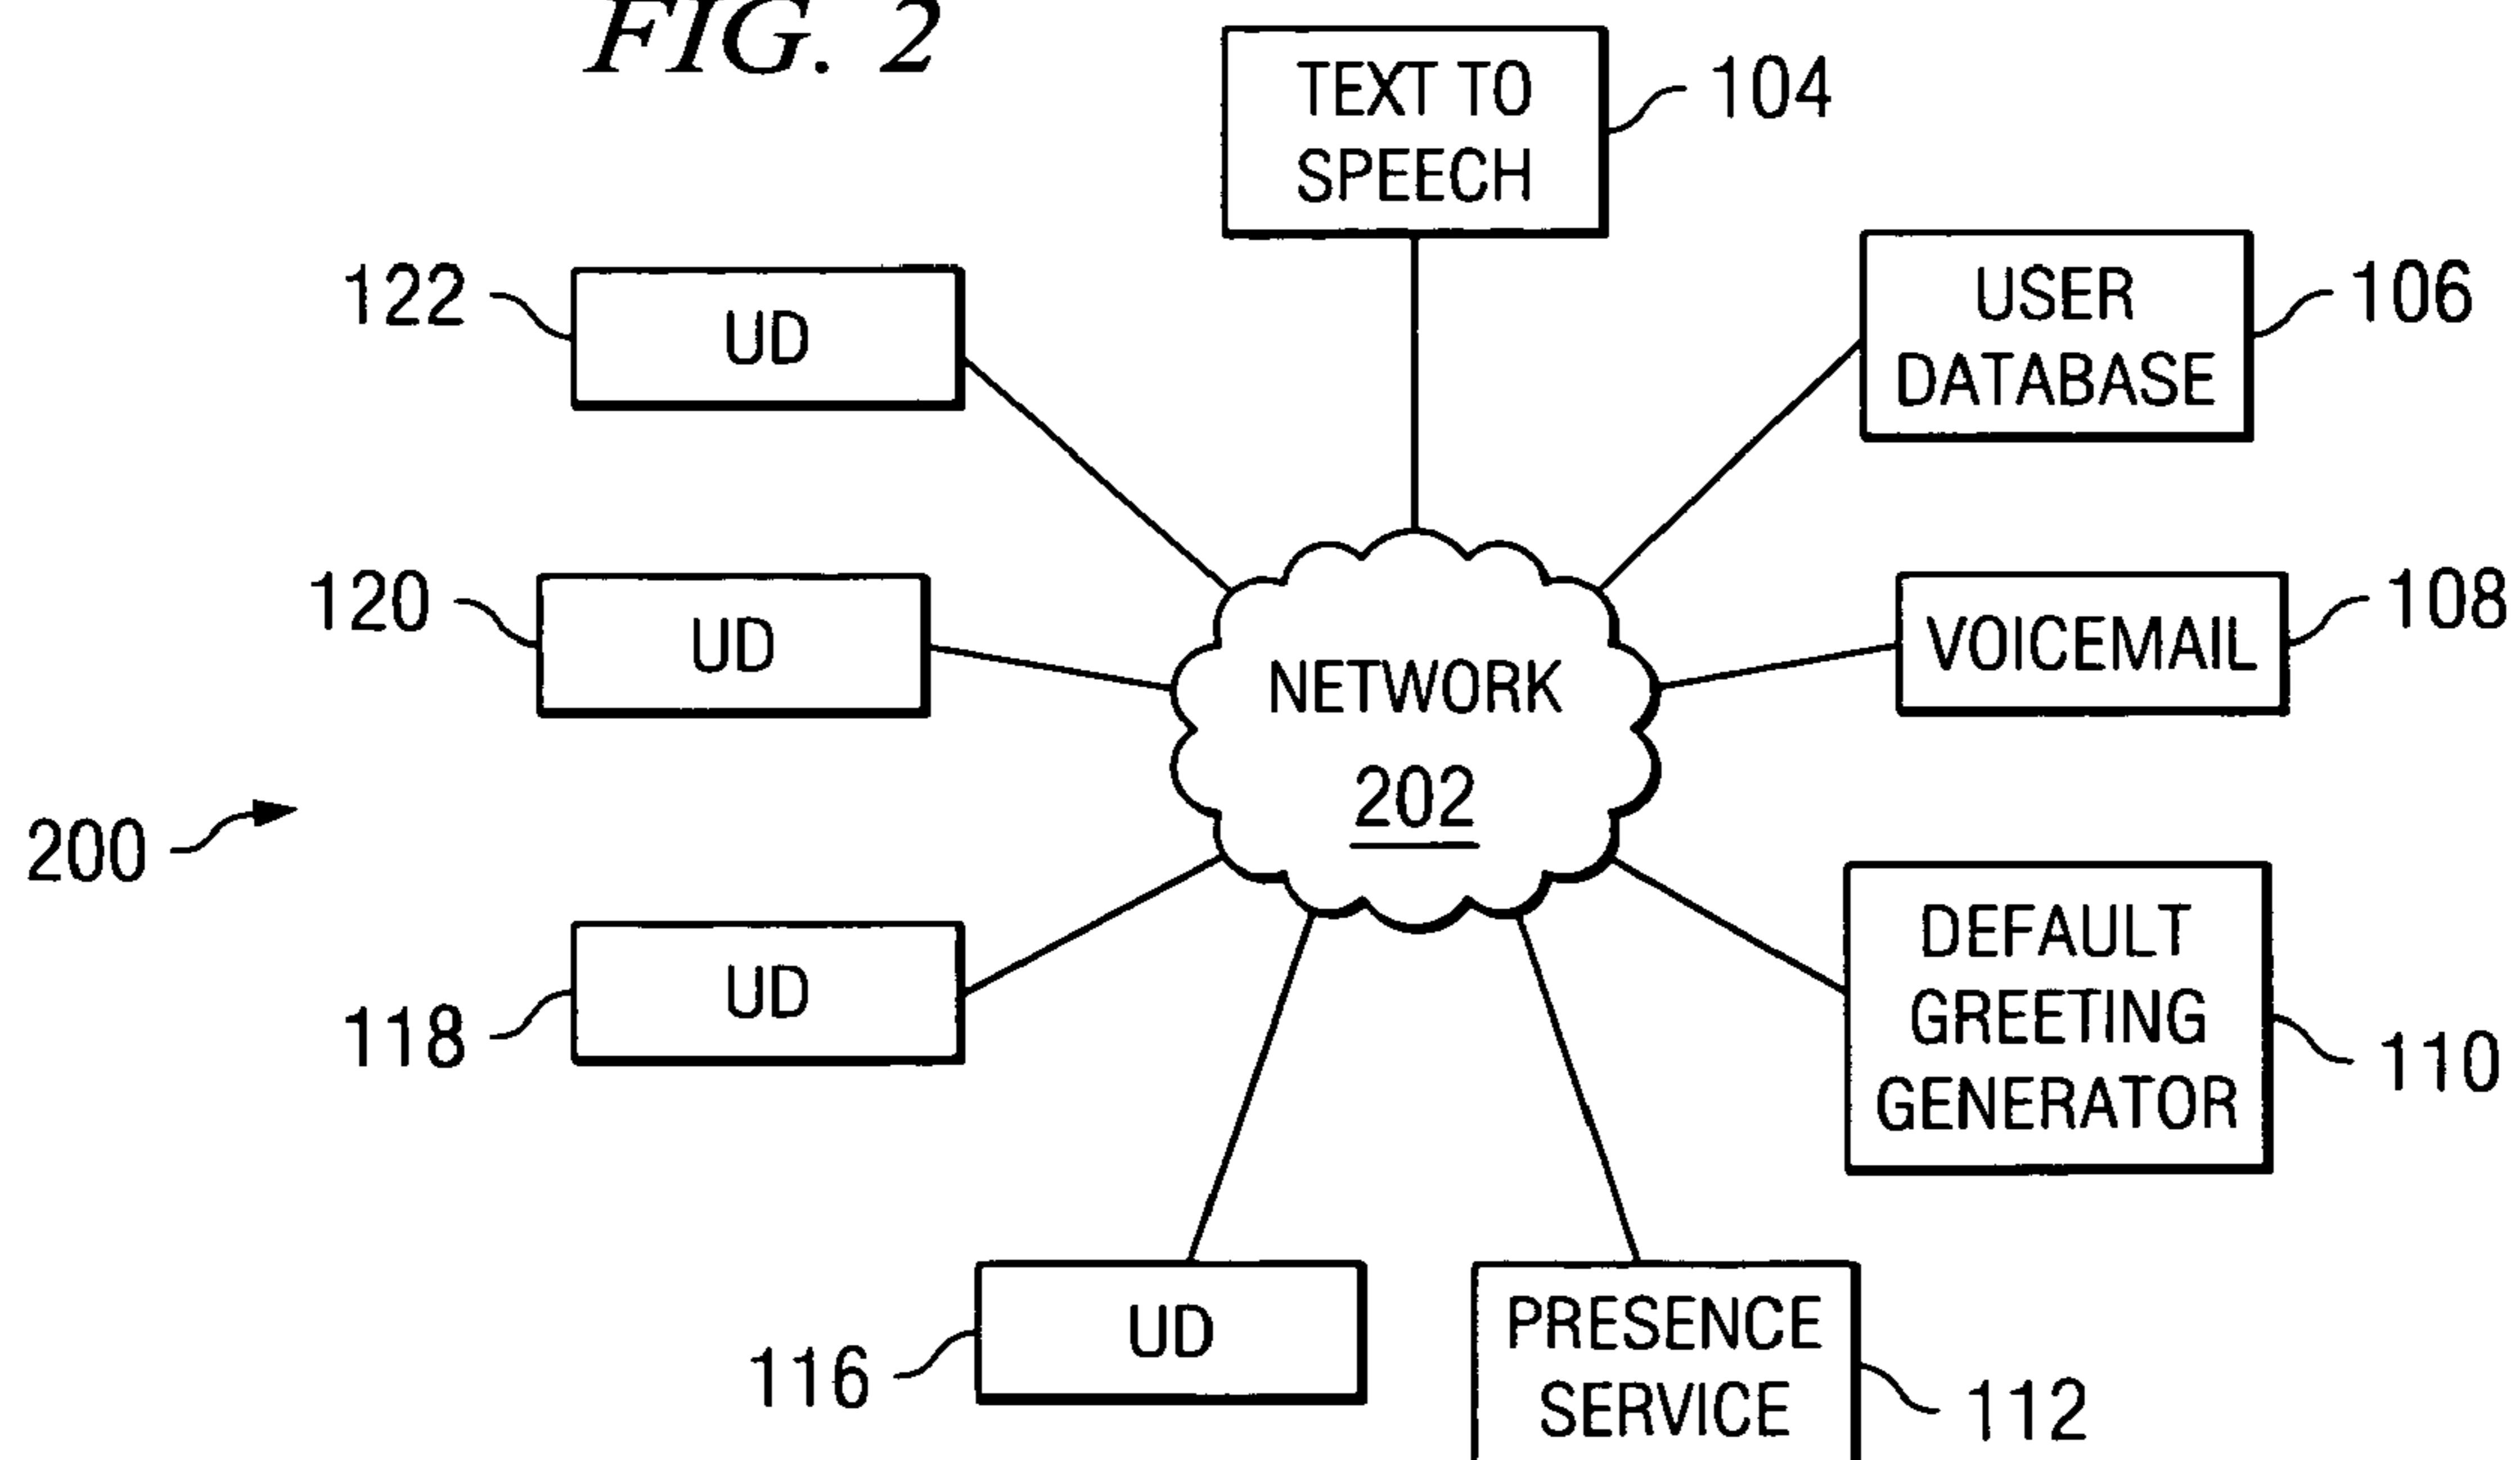 FIG. 2
TEXT TO
SPEECH
104
122
UD
USER
DATABASE
106
120
UD
NETWORK
202
VOICEMAIL
108
200
118
UD
DEFAULT
GREETING
GENERATOR
110
116
UD
PRESENCE
SERVICE
112